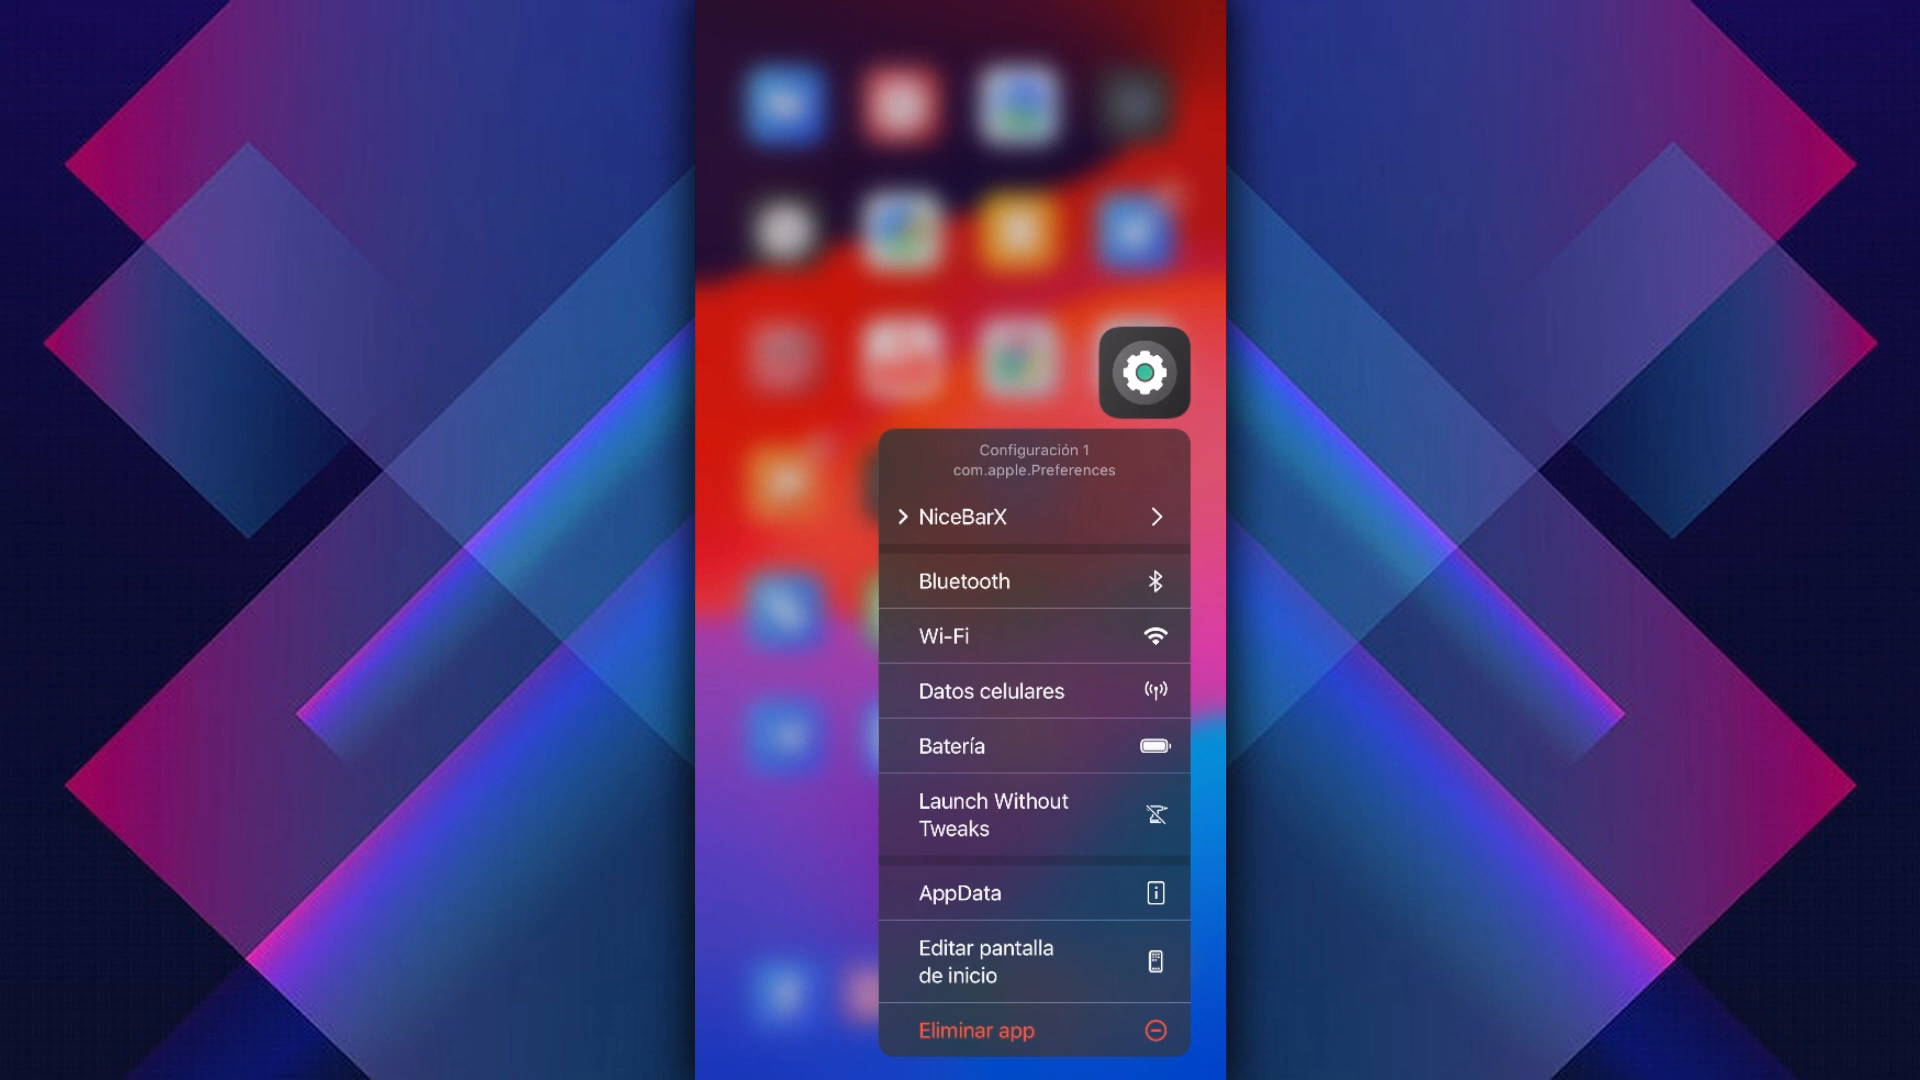 Configuración 1
com.apple.Preferences
NiceBarX
Bluetooth
Wi-Fi
Datos celulares
Batería
Launch Without
Tweaks
AppData
Editar pantalla
de inicio
Eliminar app